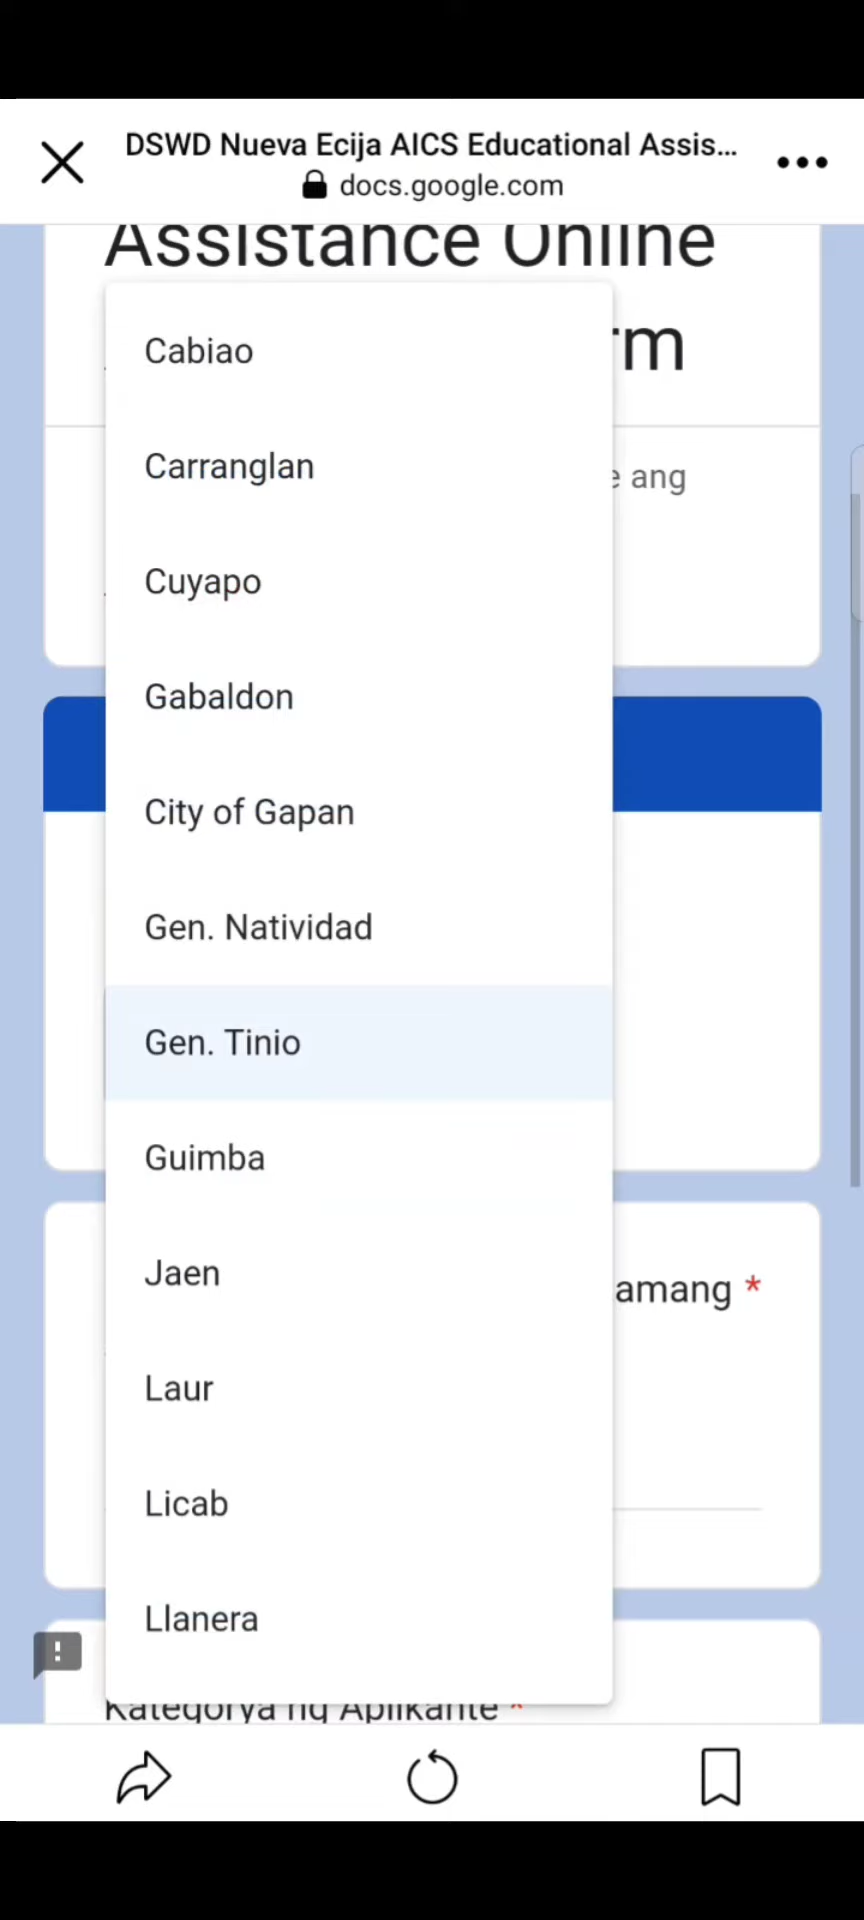 DSWD Nueva Ecija AICS Educational Assis...
docs.google.com
Assistance Online
rm
Cabiao
Carranglan
e ang
Cuyapo
Gabaldon
City of Gapan
Gen. Natividad
Gen. Tinio
Guimba
Jaen
amang *
Laur
Licab
Llanera
Kategorya ng Aplikante *